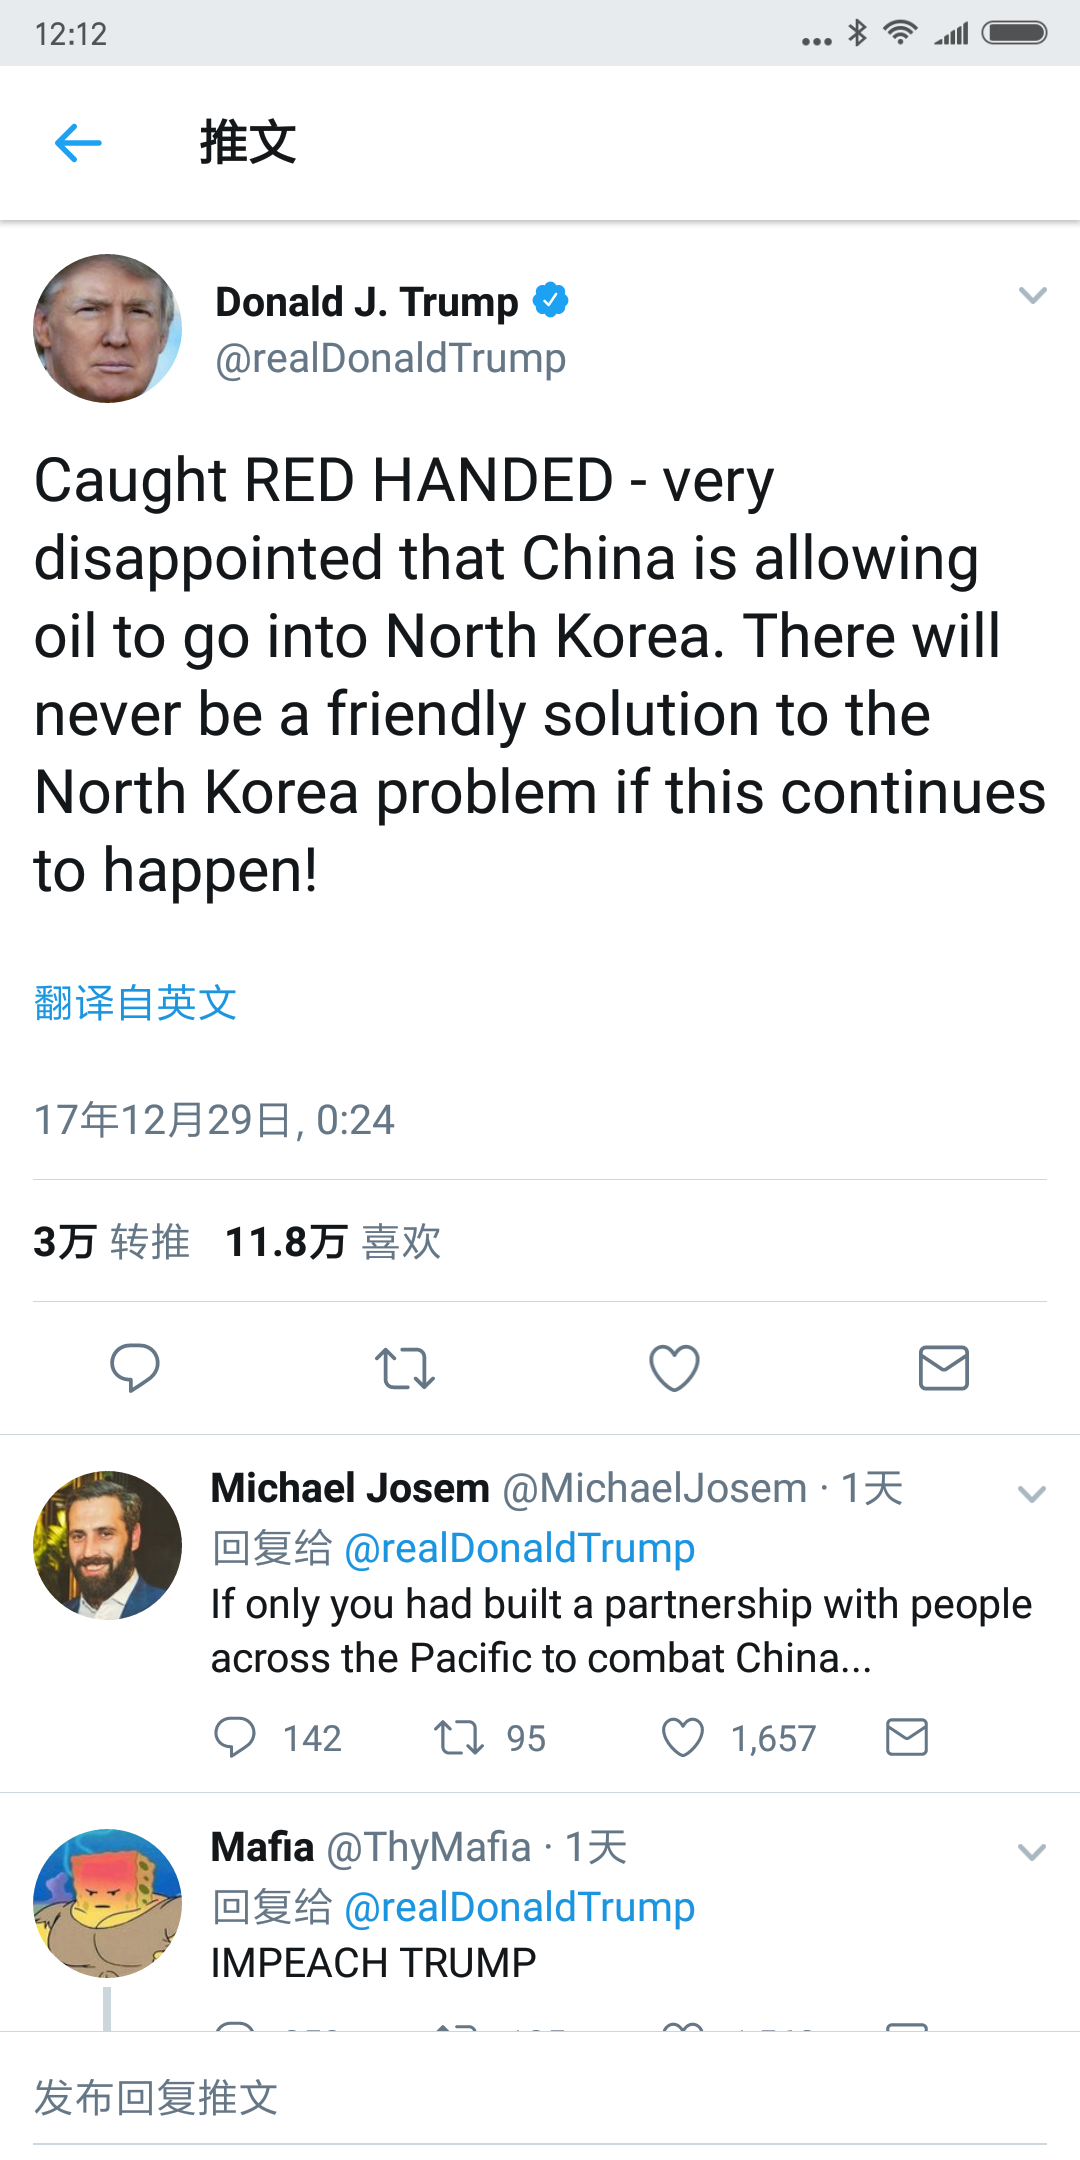 12:12
推文
Donald J. Trump
@realDonaldTrump
Caught RED HANDED - very
disappointed that China is allowing
oil to go into North Korea. There will
never be a friendly solution to the
North Korea problem if this continues
to happen!
翻译自英文
17年12月29日, 0:24
3万 转推 11.8万 喜欢
Michael Josem @MichaelJosem · 1天
回复给 @realDonaldTrump
If only you had built a partnership with people
across the Pacific to combat China...
142 95 1,657
Mafia @ThyMafia · 1天
回复给 @realDonaldTrump
IMPEACH TRUMP
发布回复推文